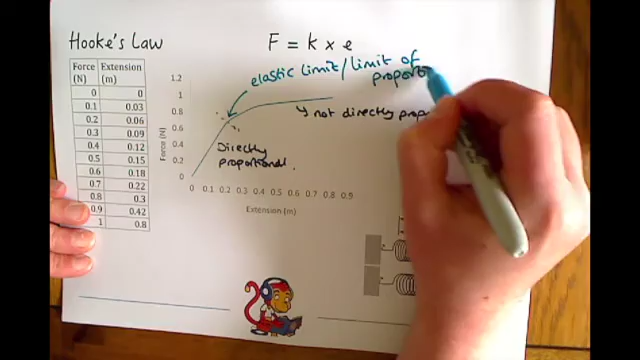 Hooke's Law
F = k x e
Force (N) Extension (m)
0 0
0.1 0.03
0.2 0.06
0.3 0.09
0.4 0.12
0.5 0.15
0.6 0.18
0.7 0.22
0.8 0.3
0.9 0.42
1 0.8
elastic limit/limit of
proport
not directly prop
Directly
proportional.
Force (N)
1.2
1
0.8
0.6
0.4
0.2
0
0 0.1 0.2 0.3 0.4 0.5 0.6 0.7 0.8 0.9
Extension (m)